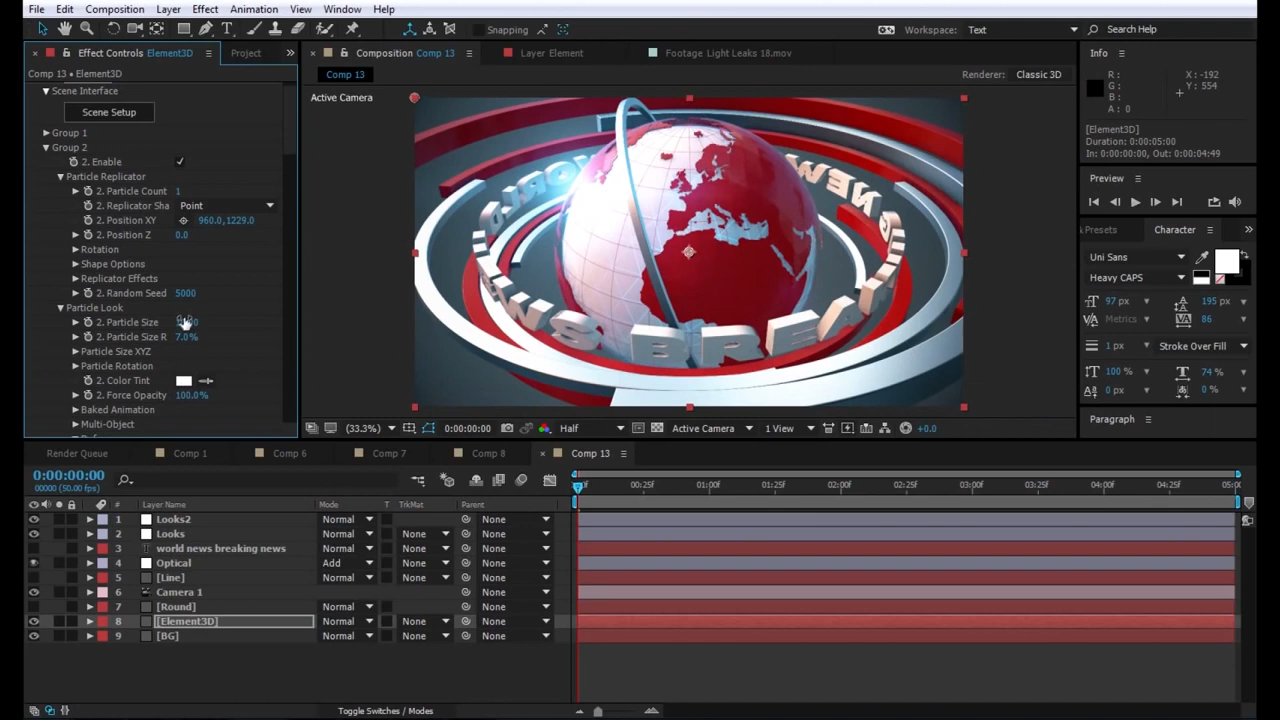 File Edit Composition Layer Effect Animation View Window Help
Snapping
Workspace: Text
Search Help
Effect Controls Element3D
Project
Comp 13 • Element3D
Scene Interface
Scene Setup
Group 1
Group 2
2. Enable
Particle Replicator
2. Particle Count 1
2. Replicator Sha Point
2. Position XY 960.0,1229.0
2. Position Z 0.0
Rotation
Shape Options
Replicator Effects
2. Random Seed 5000
Particle Look
2. Particle Size
2. Particle Size R 7.0%
Particle Size XYZ
Particle Rotation
2. Color Tint
2. Force Opacity 100.0%
Baked Animation
Multi-Object
Composition Comp 13
Layer Element
Footage Light Leaks 18.mov
Comp 13
Renderer: Classic 3D
Active Camera
WS BREA
NEW
(33.3%) 0:00:00:00 Half Active Camera 1 View +0.0
Info
R : X : -192
G : Y : 554
B :
A : 0
[Element3D]
Duration: 0:00:05:00
In: 0:00:00:00, Out: 0:00:04:49
Preview
Presets Character
Uni Sans
Heavy CAPS
97 px 195 px
Metrics 86
1 px Stroke Over Fill
100 % 74 %
0 px 0 %
Paragraph
Render Queue Comp 1 Comp 6 Comp 7 Comp 8 Comp 13
0:00:00:00
00000 (50.00 fps)
00:25f 01:00f 01:25f 02:00f 02:25f 03:00f 03:25f 04:00f 04:25f
# Layer Name Mode T TrkMat Parent
1 Looks2 Normal None
2 Looks Normal None None
3 world news breaking news Normal None None
4 Optical Add None None
5 [Line] Normal None None
6 Camera 1 None
7 [Round] Normal None None
8 [Element3D] Normal None None
9 [BG] Normal None None
Toggle Switches / Modes